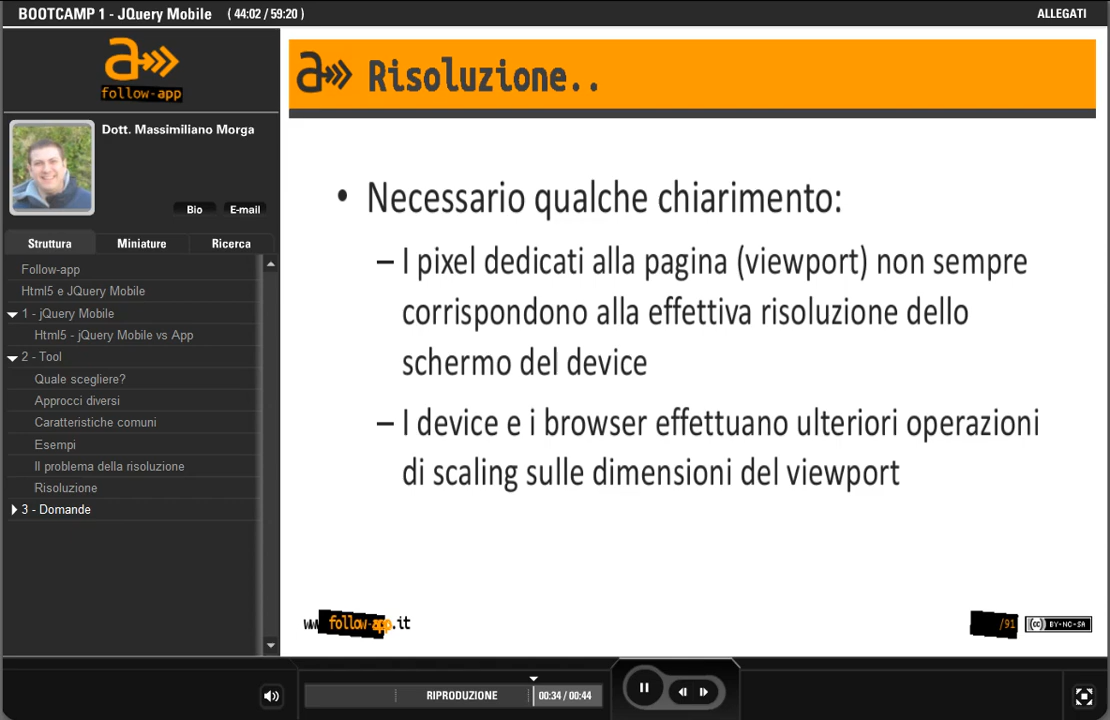 BOOTCAMP 1 - JQuery Mobile ( 44:02 / 59:20 )
ALLEGATI
a
follow-app
Dott. Massimiliano Morga
Bio
E-mail
Struttura
Miniature
Ricerca
Follow-app
Html5 e JQuery Mobile
1 - jQuery Mobile
Html5 - jQuery Mobile vs App
2 - Tool
Quale scegliere?
Approcci diversi
Caratteristiche comuni
Esempi
Il problema della risoluzione
Risoluzione
3 - Domande
a Risoluzione..
• Necessario qualche chiarimento:
– I pixel dedicati alla pagina (viewport) non sempre
corrispondono alla effettiva risoluzione dello
schermo del device
– I device e i browser effettuano ulteriori operazioni
di scaling sulle dimensioni del viewport
www.follow-app.it
/91
cc BY-NC-SA
RIPRODUZIONE
00:34 / 00:44